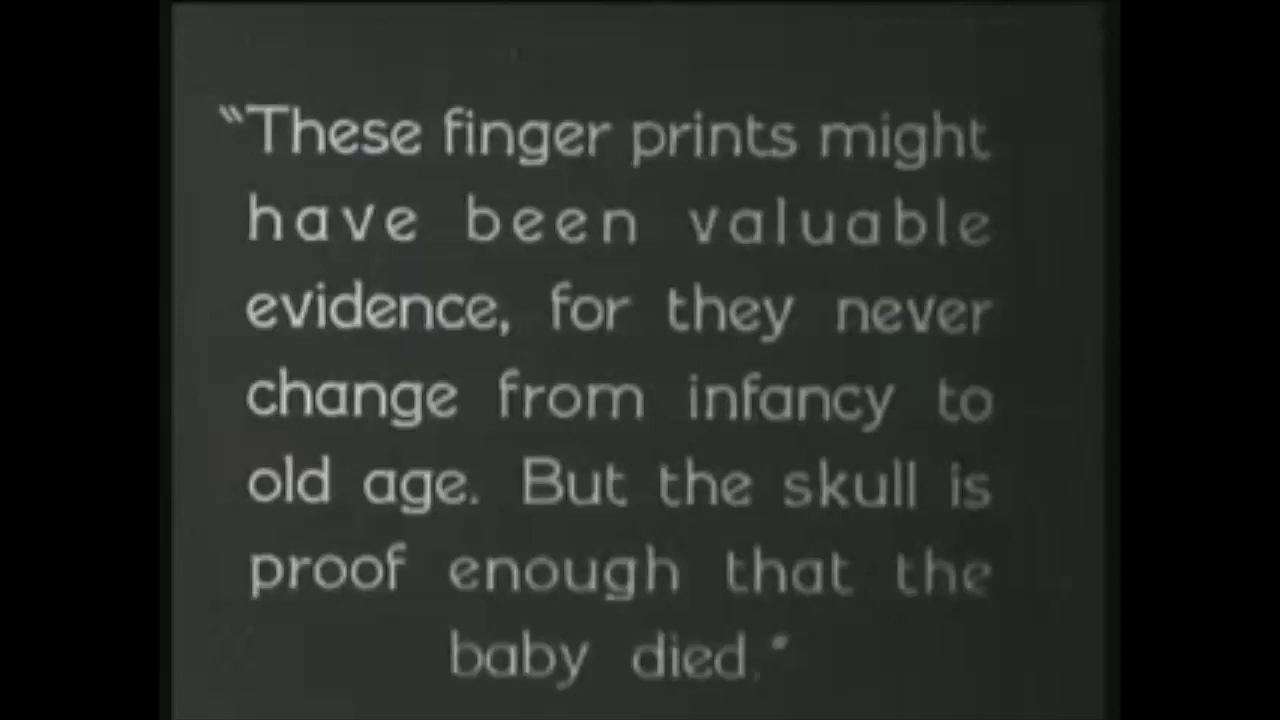 "These finger prints might
have been valuable
evidence, for they never
change from infancy to
old age. But the skull is
proof enough that the
baby died."